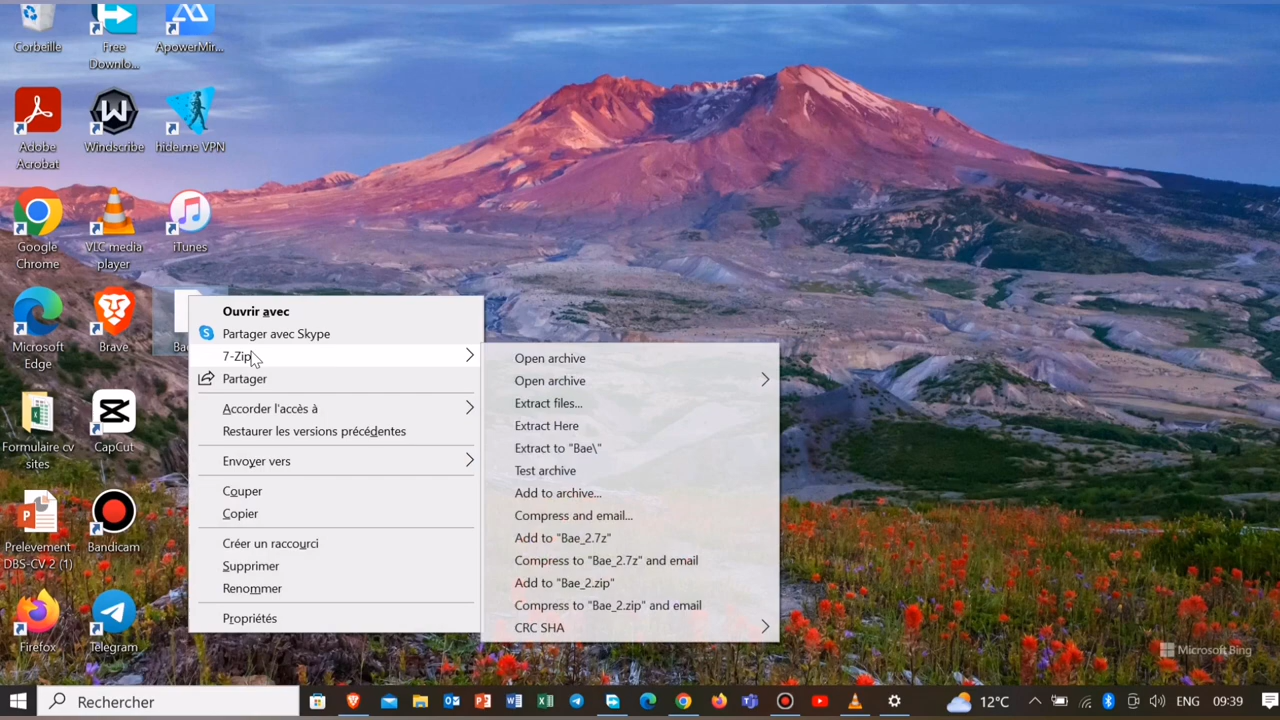 Corbeille
Free
Downlo...
ApowerMir...
Adobe
Acrobat
Windscribe
hide.me VPN
Google
Chrome
VLC media
player
iTunes
Microsoft
Edge
Brave
Formulaire cv
sites
CapCut
Prelevement
DBS-CV 2 (1)
Bandicam
Firefox
Telegram
Ouvrir avec
Partager avec Skype
7-Zip
Partager
Accorder l'accès à
Restaurer les versions précédentes
Envoyer vers
Couper
Copier
Créer un raccourci
Supprimer
Renommer
Propriétés
Open archive
Open archive
Extract files...
Extract Here
Extract to "Bae\"
Test archive
Add to archive...
Compress and email...
Add to "Bae_2.7z"
Compress to "Bae_2.7z" and email
Add to "Bae_2.zip"
Compress to "Bae_2.zip" and email
CRC SHA
Microsoft Bing
Rechercher
12°C
ENG
09:39